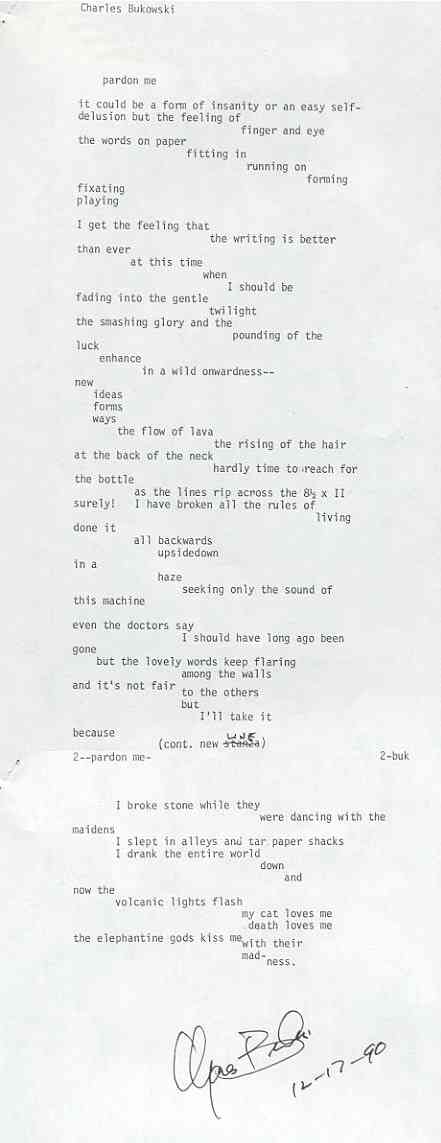 Charles Bukowski
pardon me
it could be a form of insanity or an easy self-
delusion but the feeling of
finger and eye
the words on paper
fitting in
running on
forming
fixating
playing
I get the feeling that
the writing is better
than ever
at this time
when
I should be
fading into the gentle
twilight
the smashing glory and the
pounding of the
luck
enhance
in a wild onwardness--
new
ideas
forms
ways
the flow of lava
the rising of the hair
at the back of the neck
hardly time to reach for
the bottle
as the lines rip across the 8½ x II
surely! I have broken all the rules of
living
done it
all backwards
upsidedown
in a
haze
seeking only the sound of
this machine
even the doctors say
I should have long ago been
gone
but the lovely words keep flaring
among the walls
and it's not fair
to the others
but
I'll take it
because
(cont. new stanza LINE)
2--pardon me- 2-buk
I broke stone while they
were dancing with the
maidens
I slept in alleys and tar paper shacks
I drank the entire world
down
and
now the
volcanic lights flash
my cat loves me
death loves me
the elephantine gods kiss me
with their
mad-
ness.
12-17-90